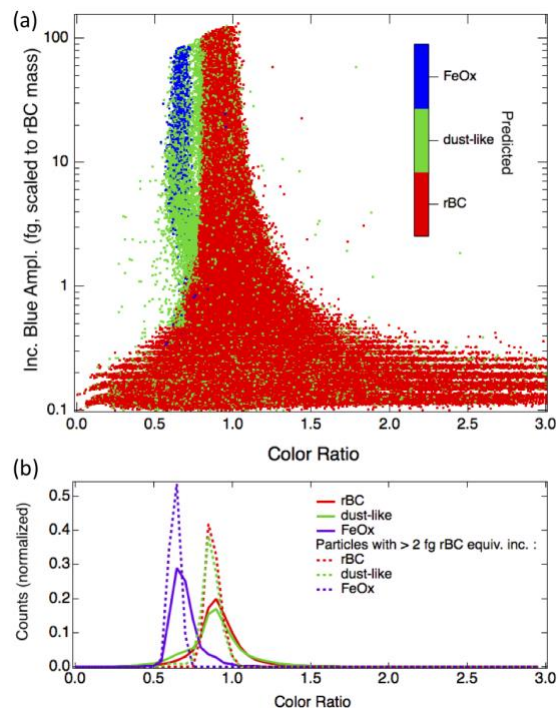 (a)
100
10
1
0.1
Inc. Blue Ampl. (fg, scaled to rBC mass)
FeOx
dust-like
rBC
Predicted
0.0 0.5 1.0 1.5 2.0 2.5 3.0
Color Ratio
(b)
0.5
0.4
0.3
0.2
0.1
0.0
Counts (normalized)
rBC
dust-like
FeOx
Particles with > 2 fg rBC equiv. inc. :
rBC
dust-like
FeOx
0.0 0.5 1.0 1.5 2.0 2.5 3.0
Color Ratio